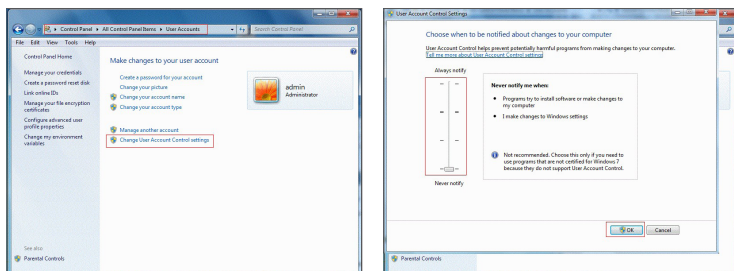 Control Panel ▸ All Control Panel Items ▸ User Accounts
Search Control Panel
File Edit View Tools Help
Control Panel Home
Manage your credentials
Create a password reset disk
Link online IDs
Manage your file encryption
certificates
Configure advanced user
profile properties
Change my environment
variables
See also
Parental Controls
Make changes to your user account
Create a password for your account
Change your picture
Change your account name
Change your account type
Manage another account
Change User Account Control settings
admin
Administrator
User Account Control Settings
Choose when to be notified about changes to your computer
User Account Control helps prevent potentially harmful programs from making changes to your computer.
Tell me more about User Account Control settings
Always notify
Never notify
Never notify me when:
• Programs try to install software or make changes to
my computer
• I make changes to Windows settings
Not recommended. Choose this only if you need to
use programs that are not certified for Windows 7
because they do not support User Account Control.
OK
Cancel
Parental Controls